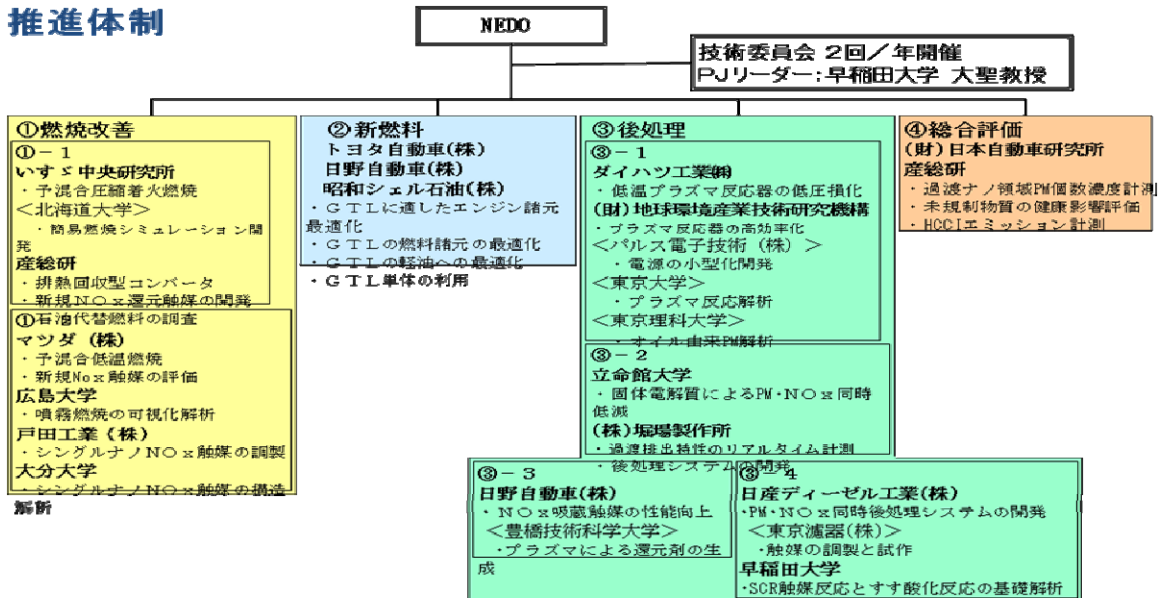 推進体制
NEDO
技術委員会 2回／年開催
PJリーダー：早稲田大学 大聖教授
①燃焼改善
①－1
いすゞ中央研究所
・予混合圧縮着火燃焼
＜北海道大学＞
・簡易燃焼シミュレーション開
発
産総研
・排熱回収型コンバータ
・新規ＮＯｘ還元触媒の開発
①石油代替燃料の調査
マツダ（株）
・予混合低温燃焼
・新規Nox触媒の評価
広島大学
・噴霧燃焼の可視化解析
戸田工業（株）
・シングルナノＮＯｘ触媒の調製
大分大学
・シングルナノＮＯｘ触媒の構造
解析
②新燃料
トヨタ自動車(株)
日野自動車(株)
昭和シェル石油(株)
・ＧＴＬに適したエンジン諸元
最適化
・ＧＴＬの燃料諸元の最適化
・ＧＴＬの軽油への最適化
・ＧＴＬ単体の利用
③後処理
③－1
ダイハツ工業㈱
・低温プラズマ反応器の低圧損化
(財)地球環境産業技術研究機構
・プラズマ反応器の高効率化
＜パルス電子技術（株）＞
・電源の小型化開発
＜東京大学＞
・プラズマ反応解析
＜東京理科大学＞
・オイル由来PM解析
③－２
立命館大学
・固体電解質によるPM・ＮＯｘ同時
低減
(株)堀場製作所
・過渡排出特性のリアルタイム計測
・後処理システムの開発
③－３
日野自動車(株)
・ＮＯｘ吸蔵触媒の性能向上
＜豊橋技術科学大学＞
・プラズマによる還元剤の生
成
③－４
日産ディーゼル工業(株)
・PM・ＮＯｘ同時後処理システムの開発
＜東京濾器(株)＞
・触媒の調製と試作
早稲田大学
・SCR触媒反応とすす酸化反応の基礎解析
④総合評価
(財)日本自動車研究所
産総研
・過渡ナノ領域PM個数濃度計測
・未規制物質の健康影響評価
・HCCIエミッション計測